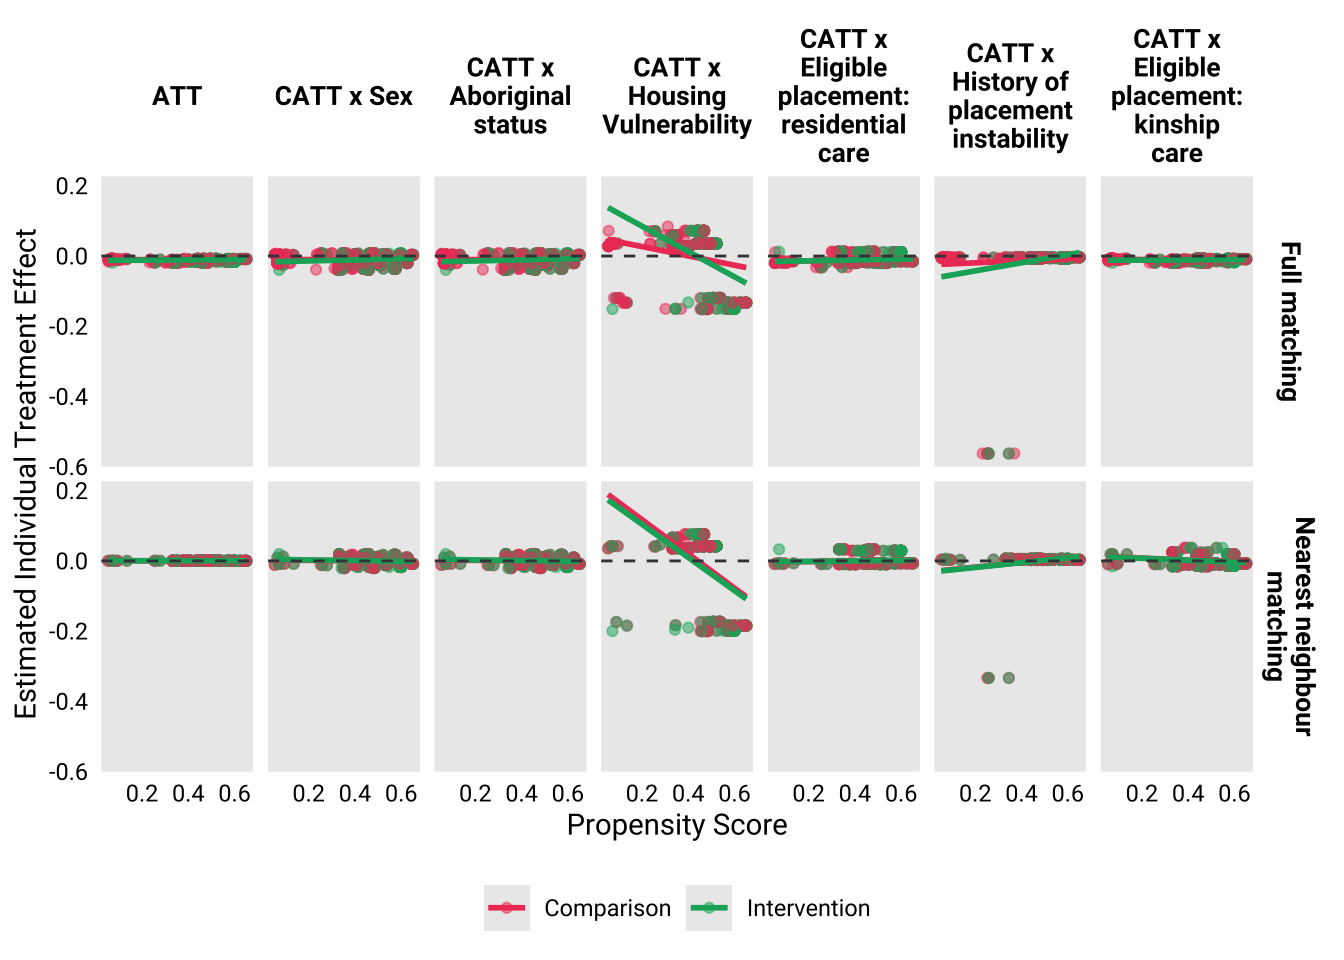 ATT
CATT x Sex
CATT x
Aboriginal
status
CATT x
Housing
Vulnerability
CATT x
Eligible
placement:
residential
care
CATT x
History of
placement
instability
CATT x
Eligible
placement:
kinship
care
Estimated Individual Treatment Effect
0.2
0.0
-0.2
-0.4
-0.6
Full matching
0.2
0.0
-0.2
-0.4
-0.6
Nearest neighbour
matching
0.2 0.4 0.6
0.2 0.4 0.6
0.2 0.4 0.6
0.2 0.4 0.6
0.2 0.4 0.6
0.2 0.4 0.6
0.2 0.4 0.6
Propensity Score
Comparison
Intervention